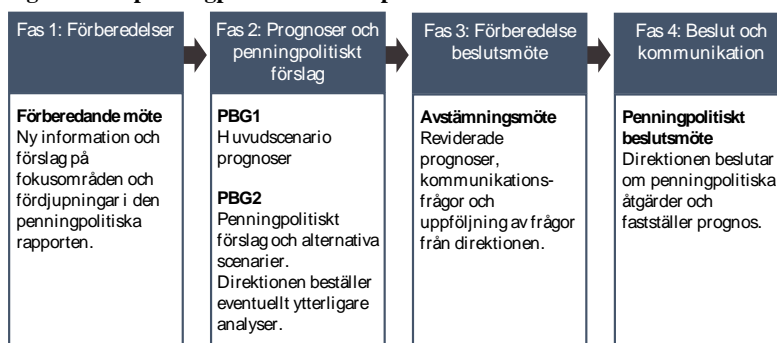 Fas 1: Förberedelser
Förberedande möte
Ny information och
förslag på
fokusområden och
fördjupningar i den
penningpolitiska
rapporten.
Fas 2: Prognoser och
penningpolitiskt
förslag
PBG1
Huvudscenario
prognoser
PBG2
Penningpolitiskt
förslag och alternativa
scenarier.
Direktionen beställer
eventuellt ytterligare
analyser.
Fas 3: Förberedelse
beslutsmöte
Avstämningsmöte
Reviderade
prognoser,
kommunikations-
frågor och
uppföljning av frågor
från direktionen.
Fas 4: Beslut och
kommunikation
Penningpolitiskt
beslutsmöte
Direktionen beslutar
om penningpolitiska
åtgärder och
fastställer prognos.